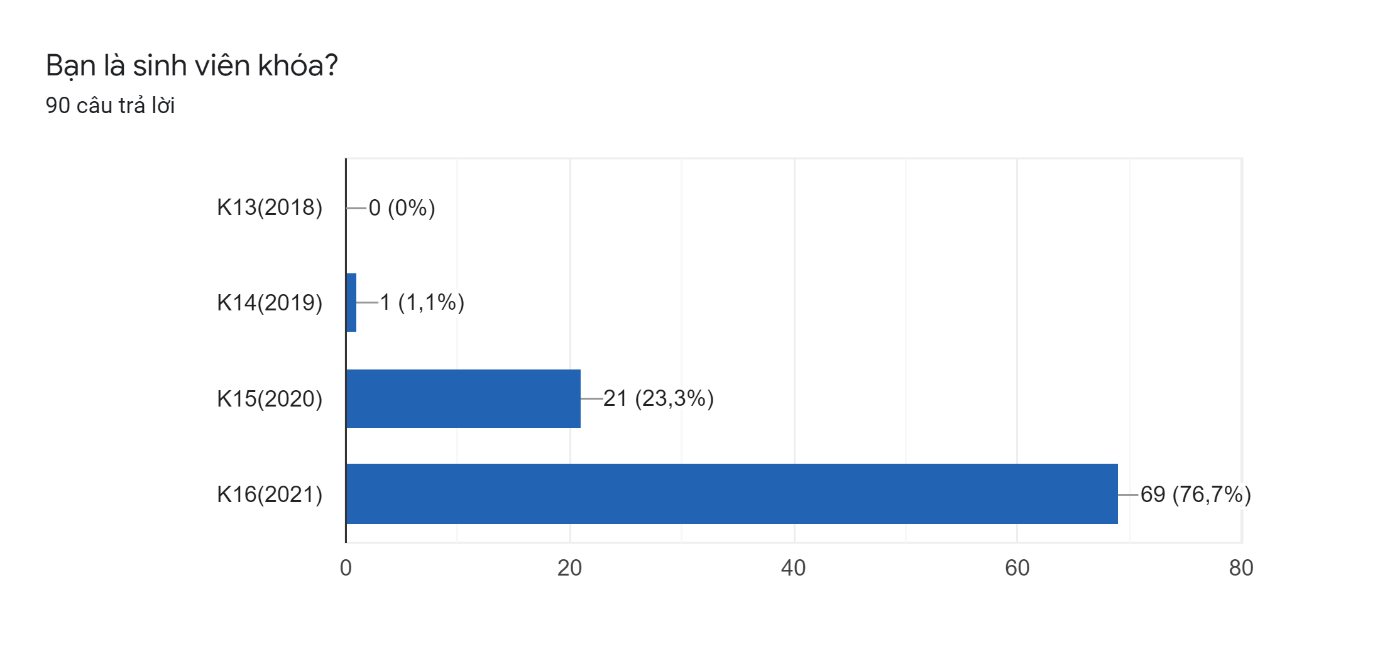 Bạn là sinh viên khóa?
90 câu trả lời
K13(2018) 0 (0%)
K14(2019) 1 (1,1%)
K15(2020) 21 (23,3%)
K16(2021) 69 (76,7%)
0 20 40 60 80